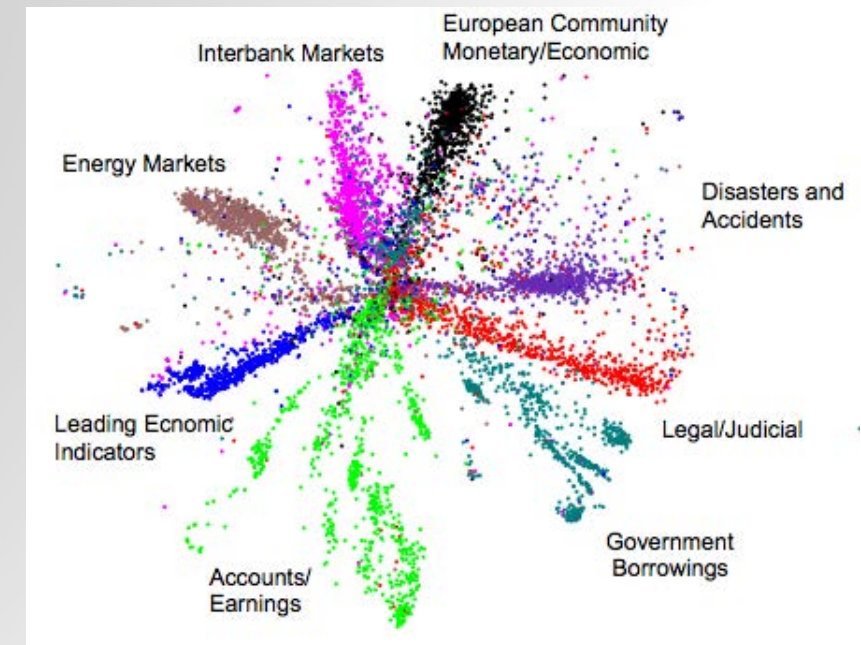 European Community
Monetary/Economic
Interbank Markets
Energy Markets
Disasters and
Accidents
Leading Ecnomic
Indicators
Legal/Judicial
Government
Borrowings
Accounts/
Earnings